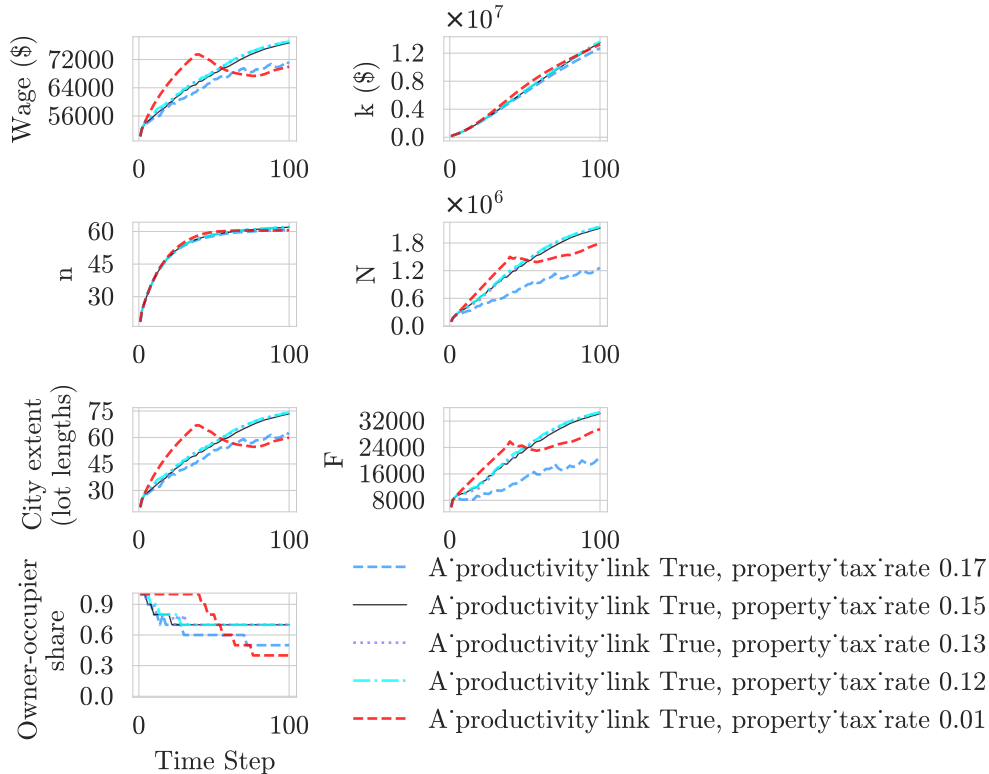 Wage ($)
72000
64000
56000
0
100
×10⁷
k ($)
1.2
0.8
0.4
0.0
0
100
n
60
45
30
0
100
×10⁶
N
1.8
1.2
0.6
0.0
0
100
City extent
(lot lengths)
75
60
45
30
0
100
F
32000
24000
16000
8000
0
100
Owner-occupier
share
0.9
0.6
0.3
0.0
0
100
Time Step
A˙productivity˙link True, property˙tax˙rate 0.17
A˙productivity˙link True, property˙tax˙rate 0.15
A˙productivity˙link True, property˙tax˙rate 0.13
A˙productivity˙link True, property˙tax˙rate 0.12
A˙productivity˙link True, property˙tax˙rate 0.01